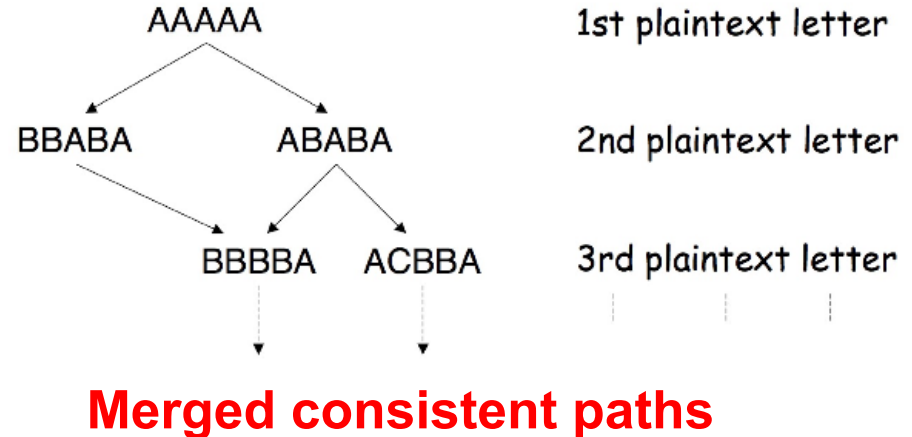 AAAAA 1st plaintext letter
BBABA ABABA 2nd plaintext letter
BBBBA ACBBA 3rd plaintext letter
Merged consistent paths